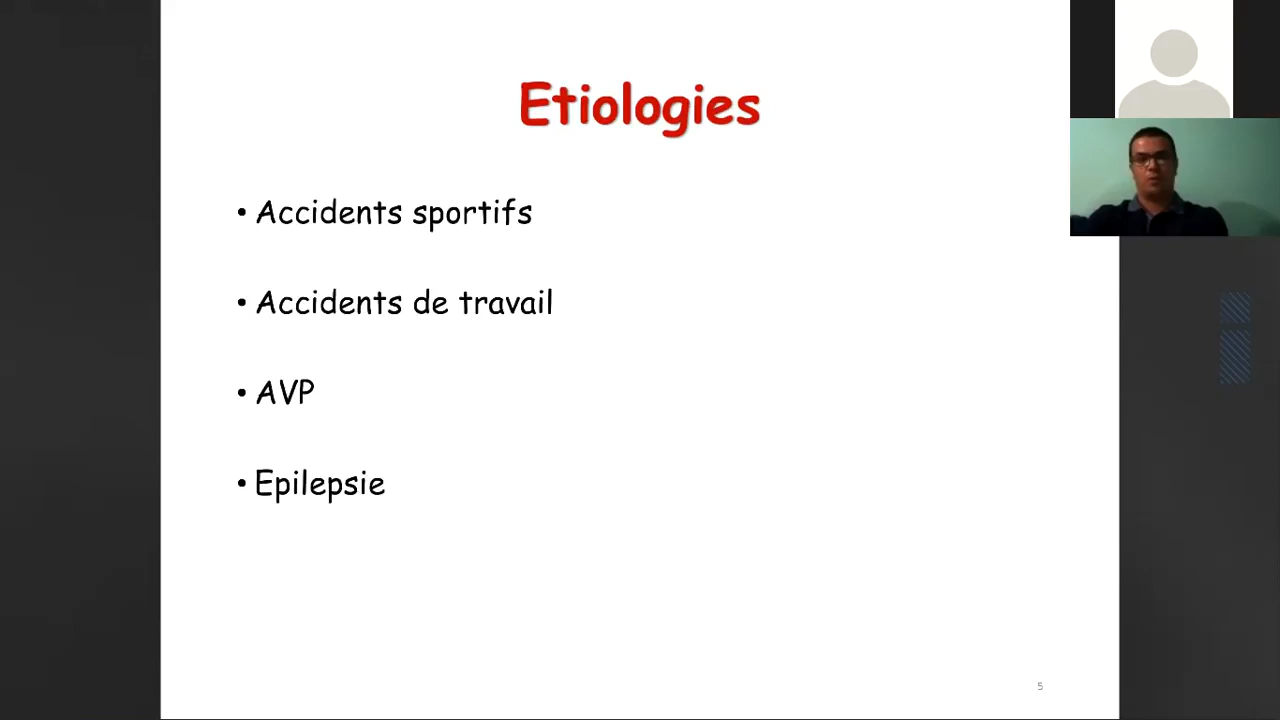 Etiologies
• Accidents sportifs
• Accidents de travail
• AVP
• Epilepsie
5